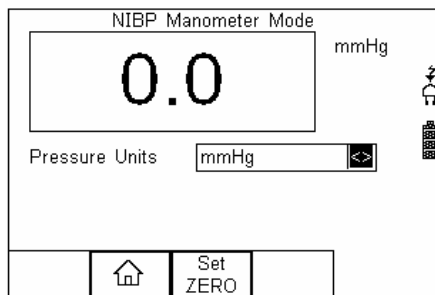 NIBP Manometer Mode
0.0
mmHg
Pressure Units
mmHg
<>
Set
ZERO